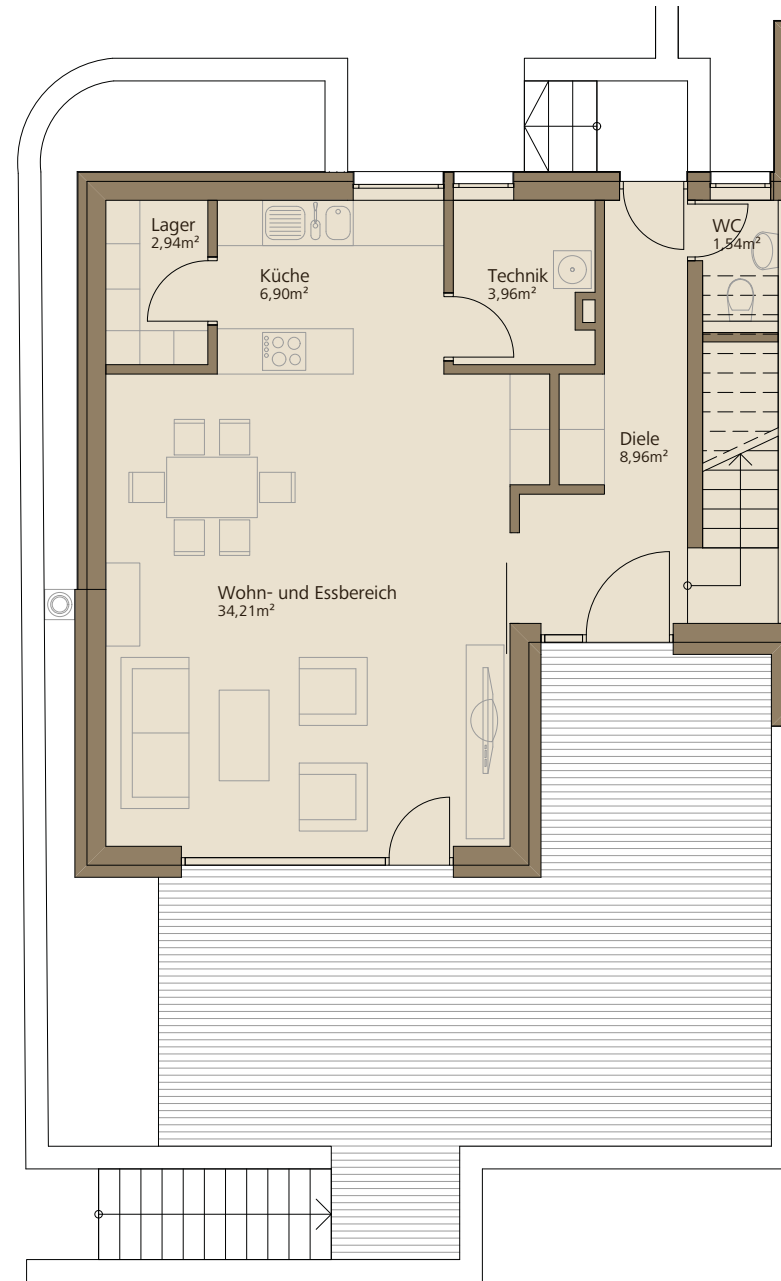 Lager
2,94m²
WC
1,54m²
Küche
6,90m²
Technik
3,96m²
Diele
8,96m²
Wohn- und Essbereich
34,21m²